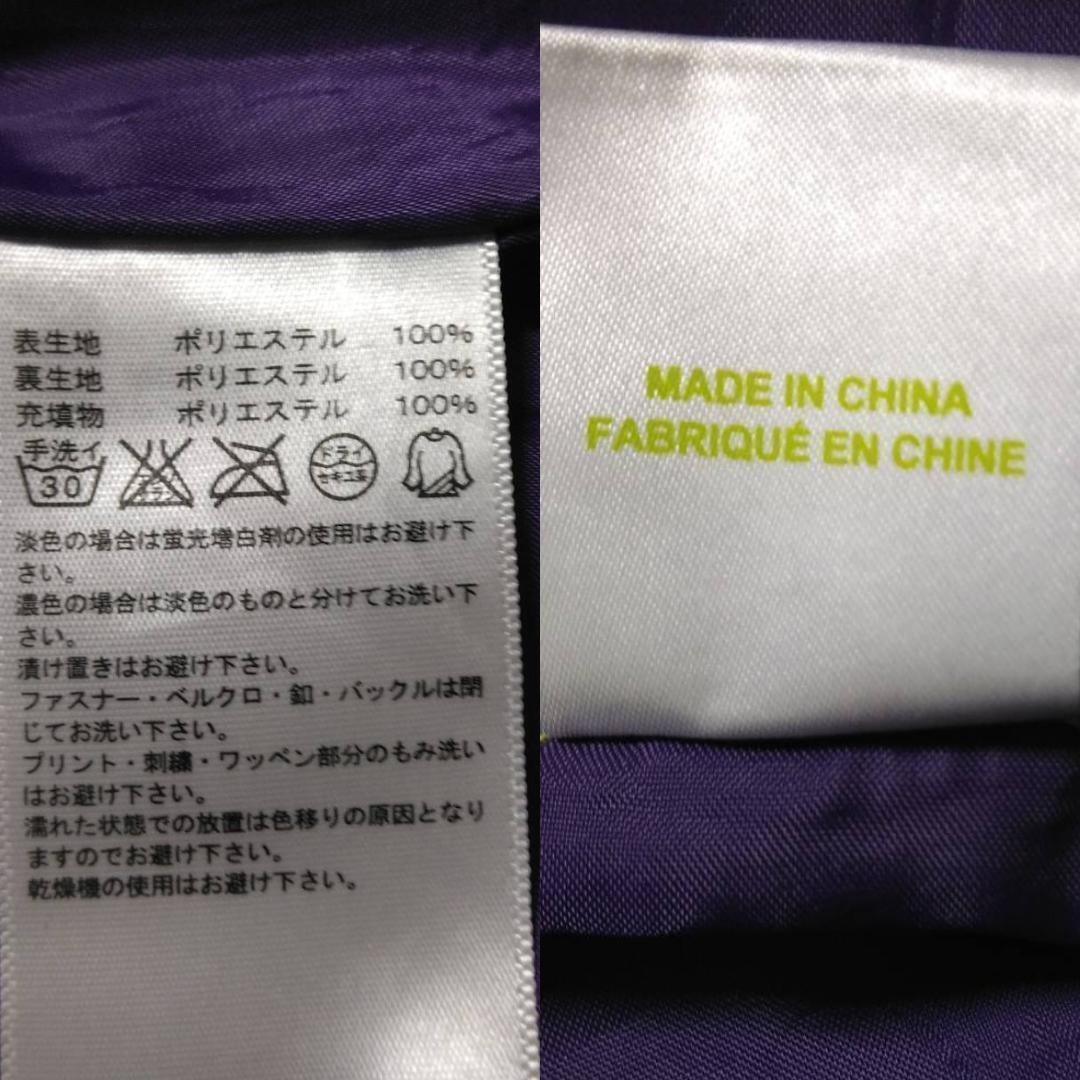 表生地 ポリエステル 100%
裏生地 ポリエステル 100%
充填物 ポリエステル 100%
手洗イ
30
ドライ
セキユ系
淡色の場合は蛍光増白剤の使用はお避け下
さい。
濃色の場合は淡色のものと分けてお洗い下
さい。
漬け置きはお避け下さい。
ファスナー・ベルクロ・釦・バックルは閉
じてお洗い下さい。
プリント・刺繍・ワッペン部分のもみ洗い
はお避け下さい。
濡れた状態での放置は色移りの原因となり
ますのでお避け下さい。
乾燥機の使用はお避け下さい。
MADE IN CHINA
FABRIQUÉ EN CHINE